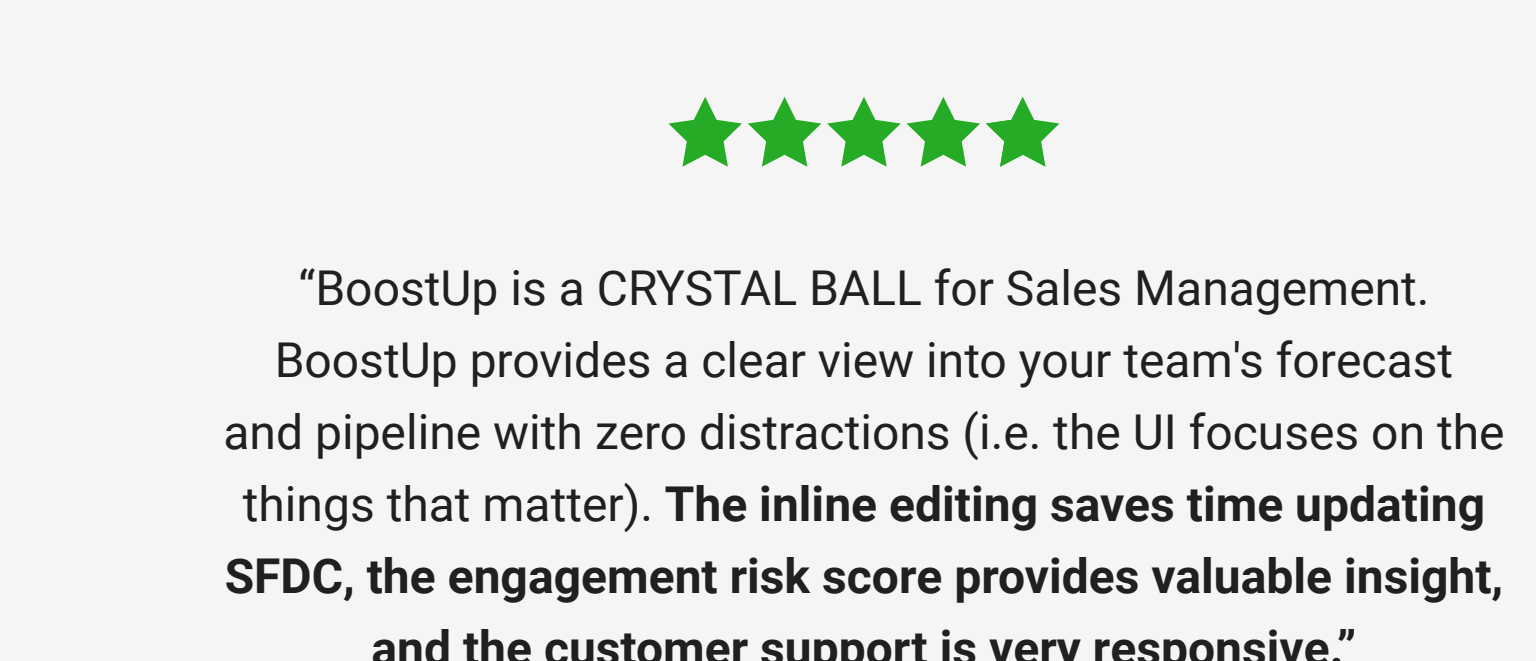 “BoostUp is a CRYSTAL BALL for Sales Management.
BoostUp provides a clear view into your team's forecast
and pipeline with zero distractions (i.e. the UI focuses on the
things that matter). The inline editing saves time updating
SFDC, the engagement risk score provides valuable insight,
and the customer support is very responsive.”